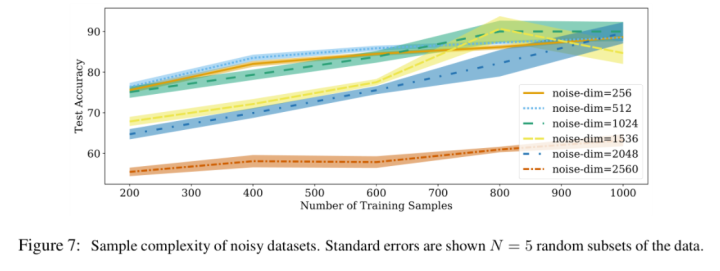 90
80
70
60
Test Accuracy
noise-dim=256
noise-dim=512
noise-dim=1024
noise-dim=1536
noise-dim=2048
noise-dim=2560
200 300 400 500 600 700 800 900 1000
Number of Training Samples
Figure 7: Sample complexity of noisy datasets. Standard errors are shown N = 5 random subsets of the data.